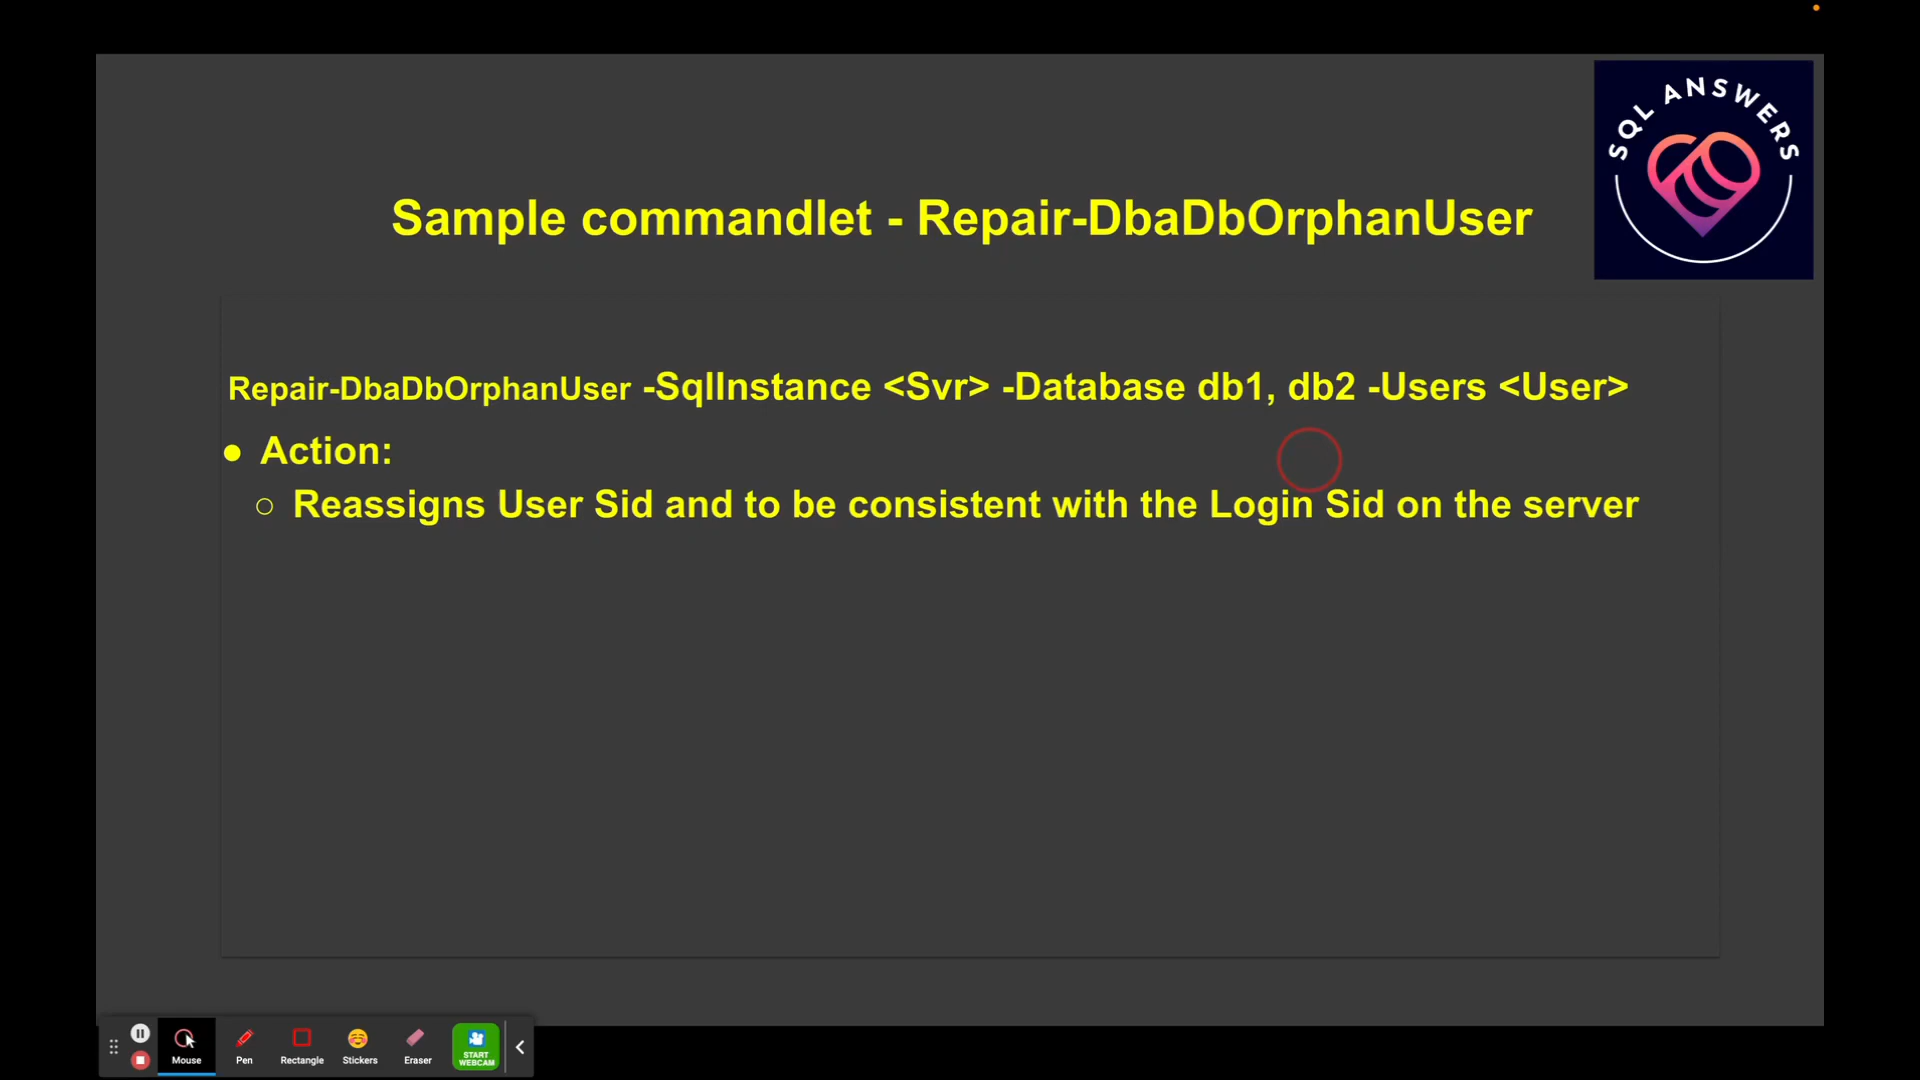 SQL ANSWERS
Sample commandlet - Repair-DbaDbOrphanUser
Repair-DbaDbOrphanUser -SqlInstance <Svr> -Database db1, db2 -Users <User>
● Action:
○ Reassigns User Sid and to be consistent with the Login Sid on the server
Mouse
Pen
Rectangle
Stickers
Eraser
START
WEBCAM